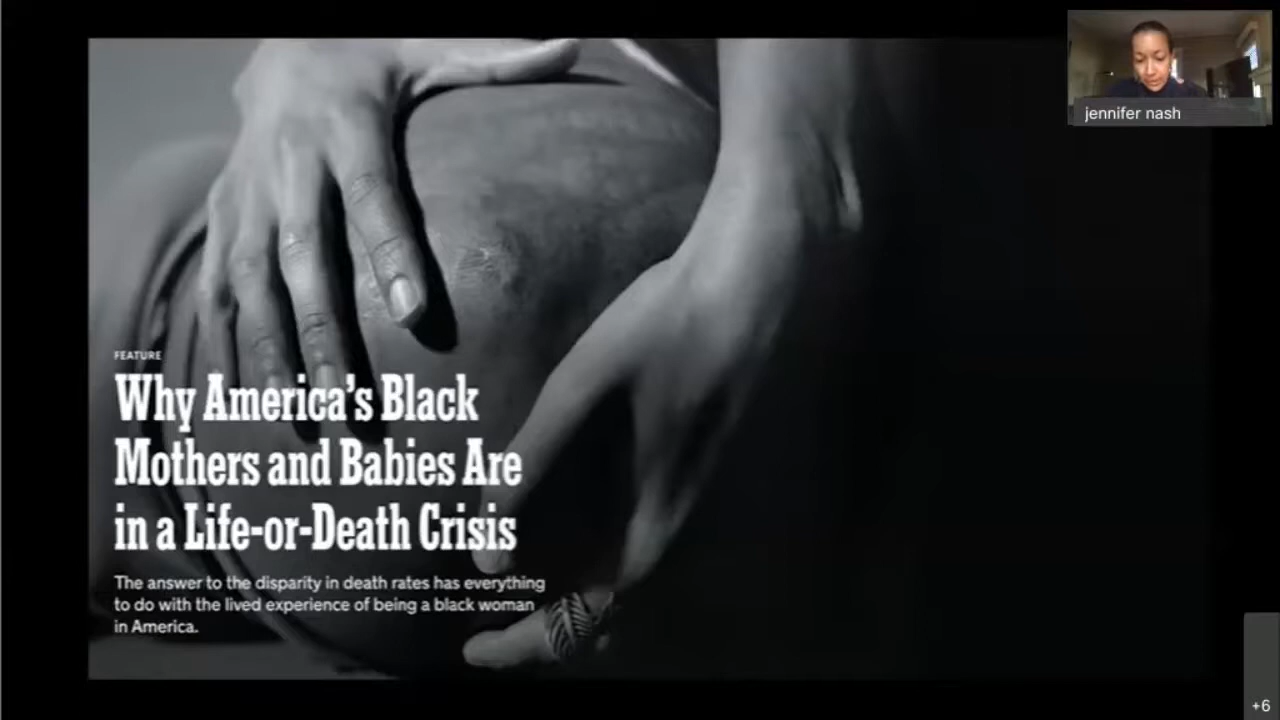 FEATURE
Why America's Black
Mothers and Babies Are
in a Life-or-Death Crisis
The answer to the disparity in death rates has everything
to do with the lived experience of being a black woman
in America.
jennifer nash
+6